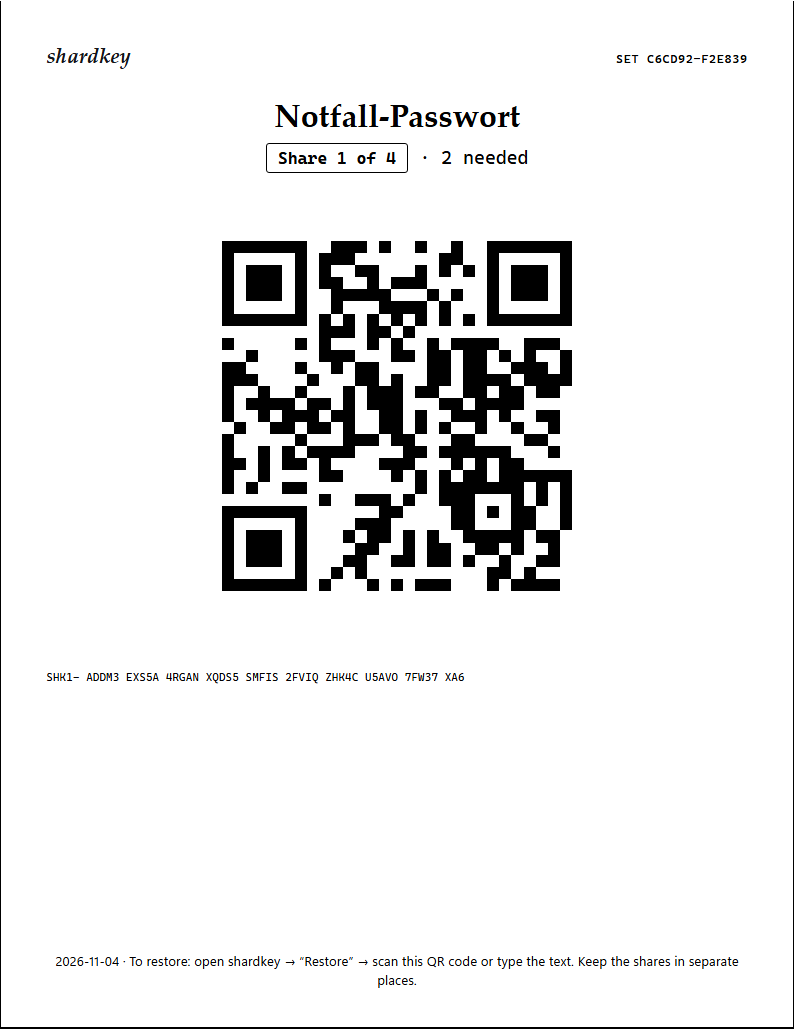 shardkey
SET C6CD92-F2E839
Notfall-Passwort
Share 1 of 4 · 2 needed
SHK1- ADDM3 EXS5A 4RGAN XQDS5 SMFIS 2FVIQ ZHK4C U5AVO 7FW37 XA6
2026-11-04 · To restore: open shardkey → “Restore” → scan this QR code or type the text. Keep the shares in separate
places.